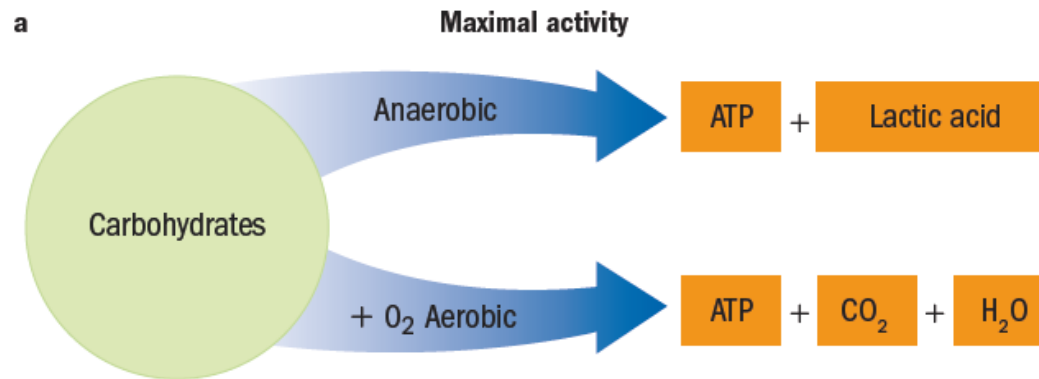 a
Maximal activity
Anaerobic
ATP + Lactic acid
Carbohydrates
+ O₂ Aerobic
ATP + CO₂ + H₂O